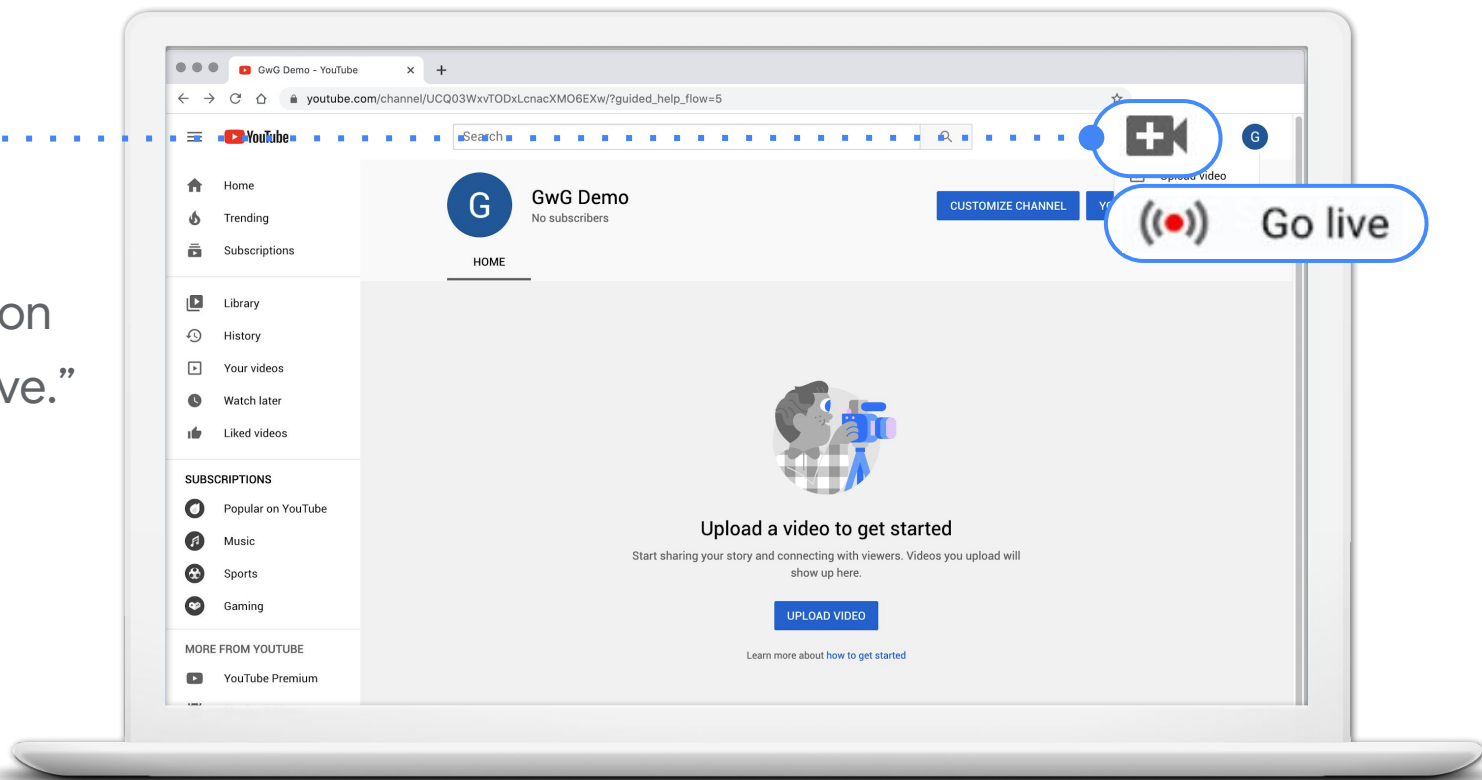 GwG Demo - YouTube
youtube.com/channel/UCQ03WxvTODxLcnacXMO6EXw/?guided_help_flow=5
YouTube
Search
G
Home
Trending
Subscriptions
Library
History
Your videos
Watch later
Liked videos
SUBSCRIPTIONS
Popular on YouTube
Music
Sports
Gaming
MORE FROM YOUTUBE
YouTube Premium
G
GwG Demo
No subscribers
CUSTOMIZE CHANNEL
HOME
Upload video
Go live
Upload a video to get started
Start sharing your story and connecting with viewers. Videos you upload will
show up here.
UPLOAD VIDEO
Learn more about how to get started
on
ve.”